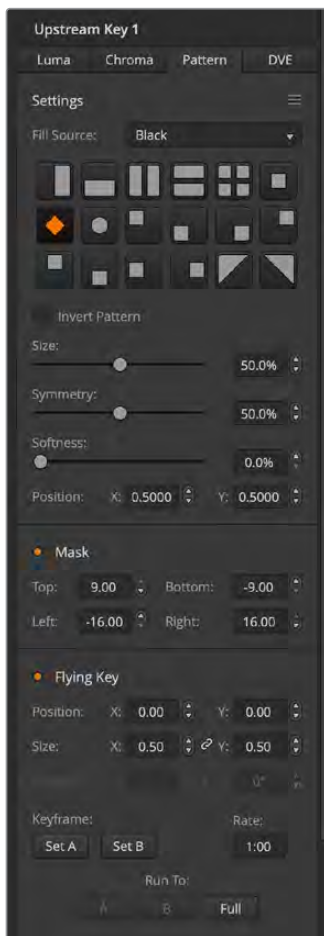 Upstream Key 1
Luma Chroma Pattern DVE
Settings
Fill Source: Black
Invert Pattern
Size:
50.0%
Symmetry:
50.0%
Softness:
0.0%
Position: X: 0.5000 Y: 0.5000
Mask
Top: 9.00 Bottom: -9.00
Left: -16.00 Right: 16.00
Flying Key
Position: X: 0.00 Y: 0.00
Size: X: 0.50 Y: 0.50
0°
Keyframe: Rate:
Set A Set B 1:00
Run To:
A B Full